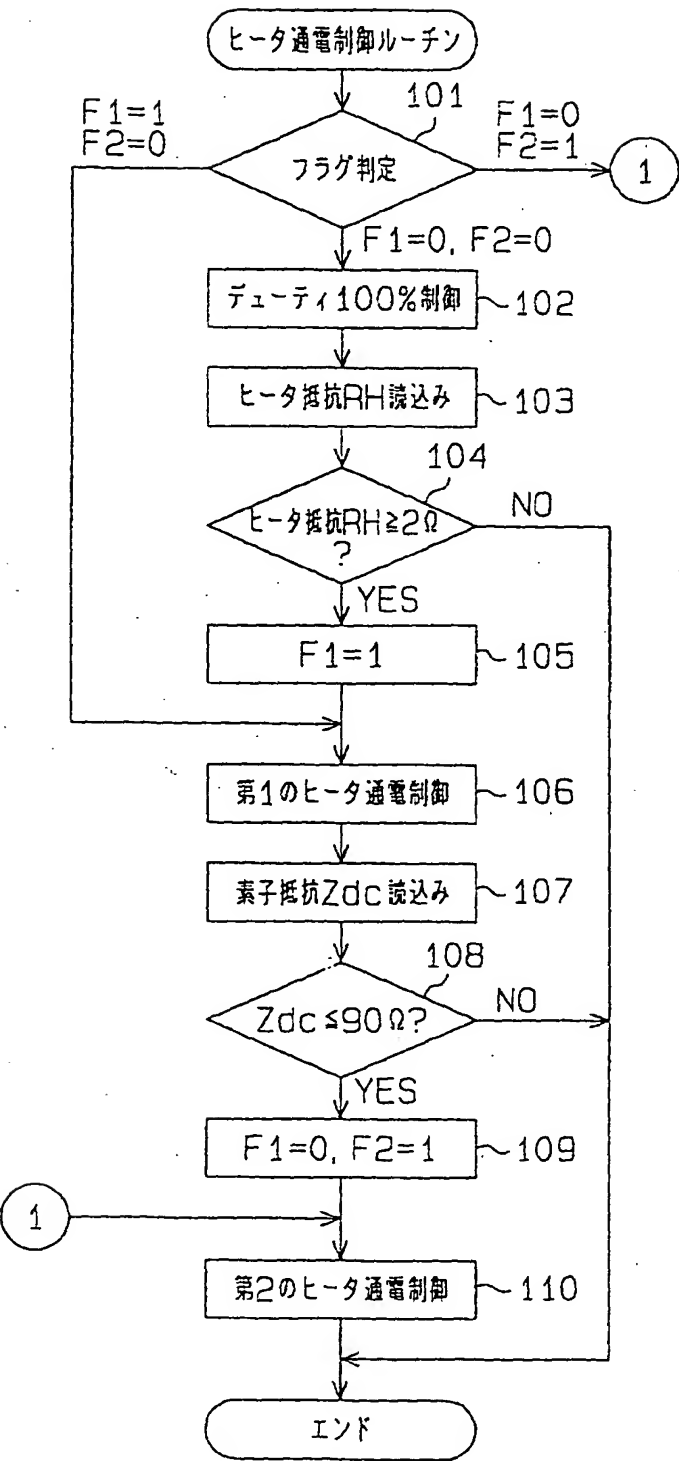 ヒータ通電制御ルーチン
101
F1=1
F2=0
F1=0
F2=1
フラグ判定
1
F1=0, F2=0
デューティ100%制御
102
ヒータ抵抗RH読込み
103
104
ヒータ抵抗RH≧2Ω
?
NO
YES
F1=1
105
第1のヒータ通電制御
106
素子抵抗Zdc読込み
107
108
Zdc≦90Ω?
NO
YES
F1=0, F2=1
109
1
第2のヒータ通電制御
110
エンド